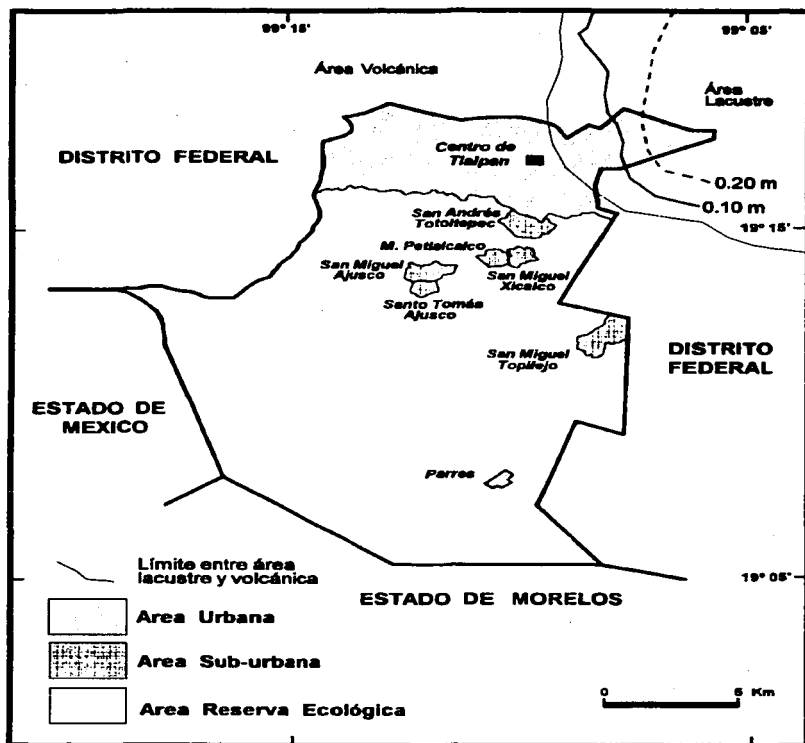 99° 15'
99° 05'
Área Volcánica
Área
Lacustre
DISTRITO FEDERAL
Centro de
Tlalpan
0.20 m
0.10 m
19° 15'
San Andrés
Totoltepec
M. Petlalcalco
San Miguel
Ajusco
San Miguel
Xicalco
Santo Tomás
Ajusco
San Miguel
Topilejo
DISTRITO
FEDERAL
ESTADO DE
MEXICO
Parres
Límite entre área
lacustre y volcánica
19° 05'
ESTADO DE MORELOS
Area Urbana
Area Sub-urbana
Area Reserva Ecológica
0
5 Km